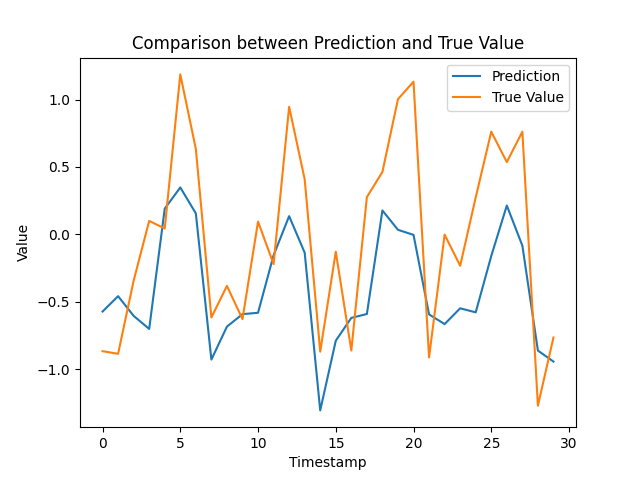 Comparison between Prediction and True Value
Prediction
True Value
1.0
0.5
0.0
−0.5
−1.0
Value
0 5 10 15 20 25 30
Timestamp